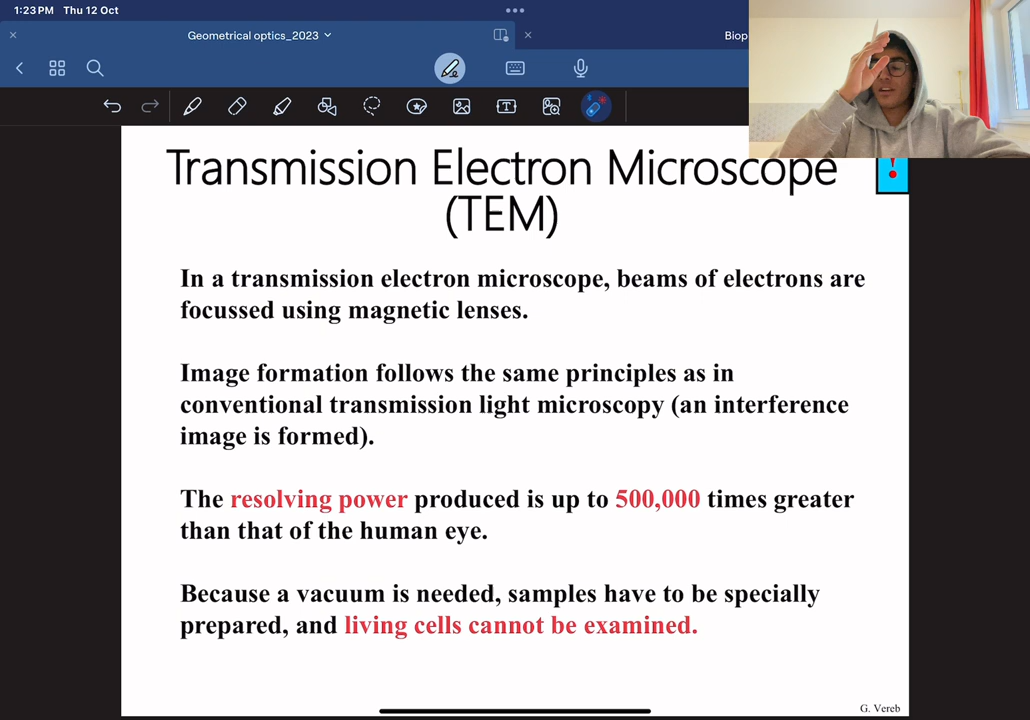 1:23 PM Thu 12 Oct
Geometrical optics_2023
Biop
Transmission Electron Microscope
(TEM)
!
In a transmission electron microscope, beams of electrons are
focussed using magnetic lenses.
Image formation follows the same principles as in
conventional transmission light microscopy (an interference
image is formed).
The resolving power produced is up to 500,000 times greater
than that of the human eye.
Because a vacuum is needed, samples have to be specially
prepared, and living cells cannot be examined.
G. Vereb